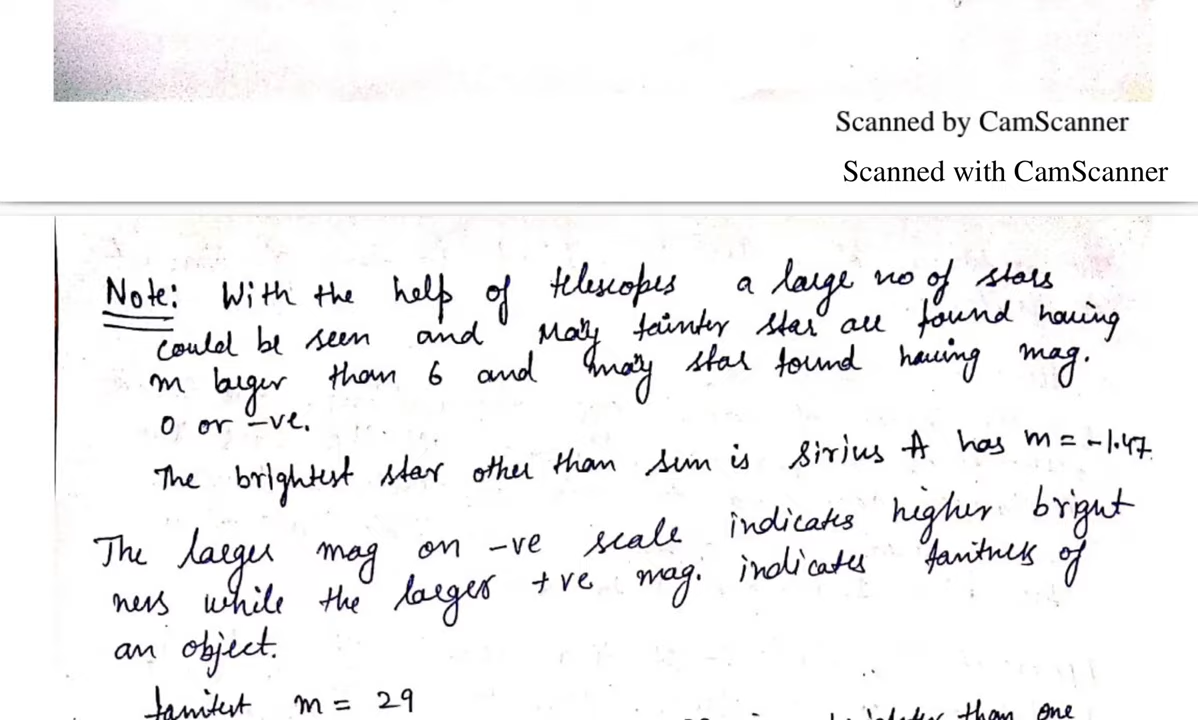 Scanned by CamScanner
Scanned with CamScanner
Note: With the help of telescopes a large no of stars
could be seen and many fainter star are found having
m larger than 6 and many star found having mag.
0 or -ve.
The brightest star other than sun is Sirius A has m = -1.47
The larger mag on -ve scale indicates higher bright
ness while the larger +ve mag. indicates faintness of
an object.
faintest m = 29
than one